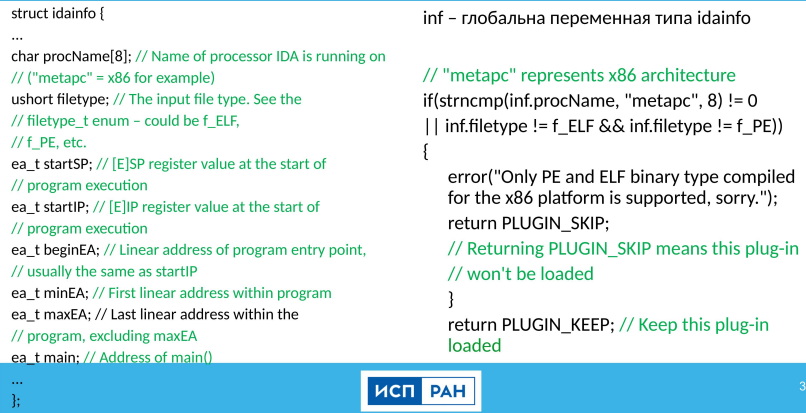 struct idainfo {
...
char procName[8]; // Name of processor IDA is running on
// ("metapc" = x86 for example)
ushort filetype; // The input file type. See the
// filetype_t enum – could be f_ELF,
// f_PE, etc.
ea_t startSP; // [E]SP register value at the start of
// program execution
ea_t startIP; // [E]IP register value at the start of
// program execution
ea_t beginEA; // Linear address of program entry point,
// usually the same as startIP
ea_t minEA; // First linear address within program
ea_t maxEA; // Last linear address within the
// program, excluding maxEA
ea_t main; // Address of main()
...
};
inf – глобальна переменная типа idainfo
// "metapc" represents x86 architecture
if(strncmp(inf.procName, "metapc", 8) != 0
|| inf.filetype != f_ELF && inf.filetype != f_PE))
{
error("Only PE and ELF binary type compiled
for the x86 platform is supported, sorry.");
return PLUGIN_SKIP;
// Returning PLUGIN_SKIP means this plug-in
// won't be loaded
}
return PLUGIN_KEEP; // Keep this plug-in
loaded
ИСП РАН
3